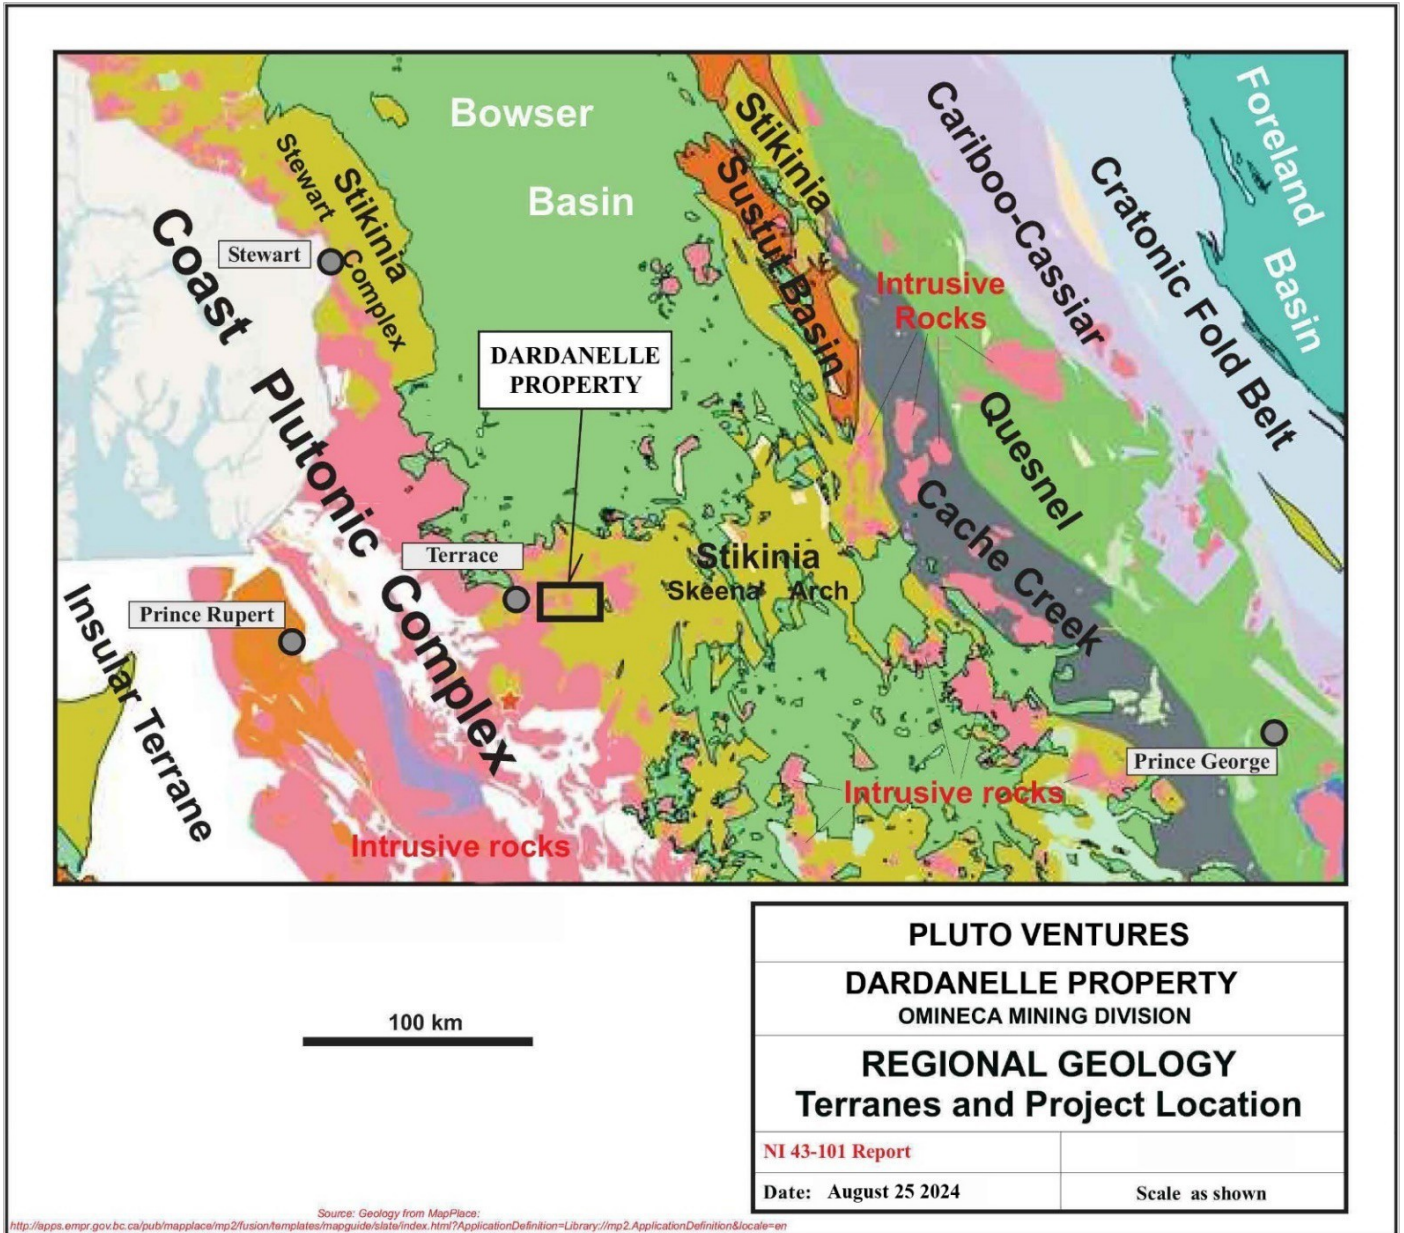 Bowser
Basin
Stikinia
Stewart
Complex
Stikinia
Sustut Basin
Cariboo-Cassiar
Cratonic Fold Belt
Foreland
Basin
Coast Plutonic Complex
Stewart
DARDANELLE
PROPERTY
Intrusive
Rocks
Quesnel
Cache Creek
Terrace
Stikinia
Skeena Arch
Prince Rupert
Insular Terrane
Prince George
Intrusive rocks
Intrusive rocks
100 km
PLUTO VENTURES
DARDANELLE PROPERTY
OMINECA MINING DIVISION
REGIONAL GEOLOGY
Terranes and Project Location
NI 43-101 Report
Date: August 25 2024
Scale as shown
Source: Geology from MapPlace:
http://apps.empr.gov.bc.ca/pub/mapplace/mp2/fusion/templates/mapguide/slate/index.html?ApplicationDefinition=Library://mp2.ApplicationDefinition&locale=en